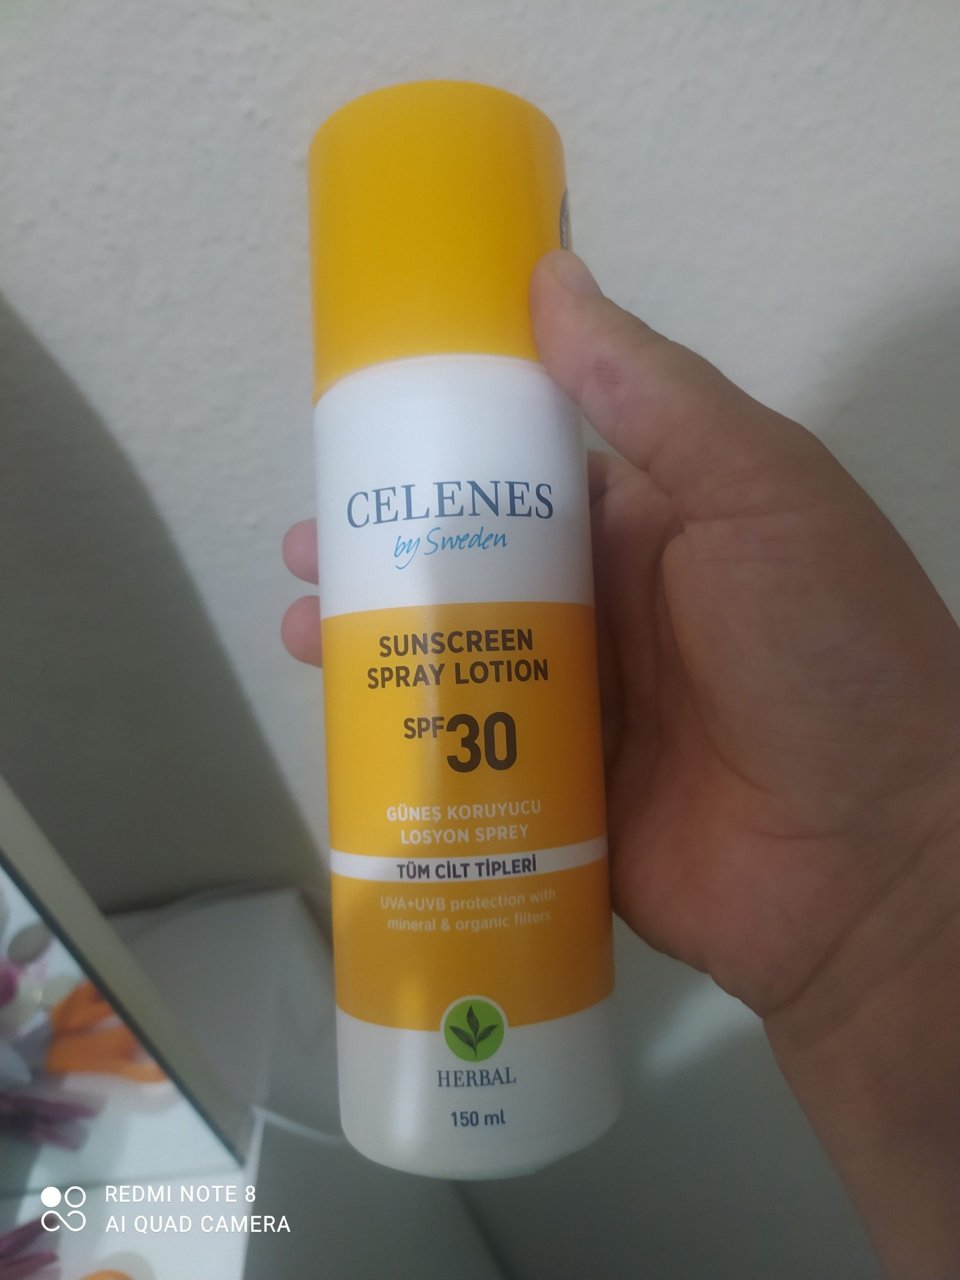 CELENES
by Sweden
SUNSCREEN
SPRAY LOTION
SPF30
GÜNEŞ KORUYUCU
LOSYON SPREY
TÜM CİLT TİPLERİ
UVA+UVB protection with
mineral & organic filters
HERBAL
150 ml
REDMI NOTE 8
AI QUAD CAMERA